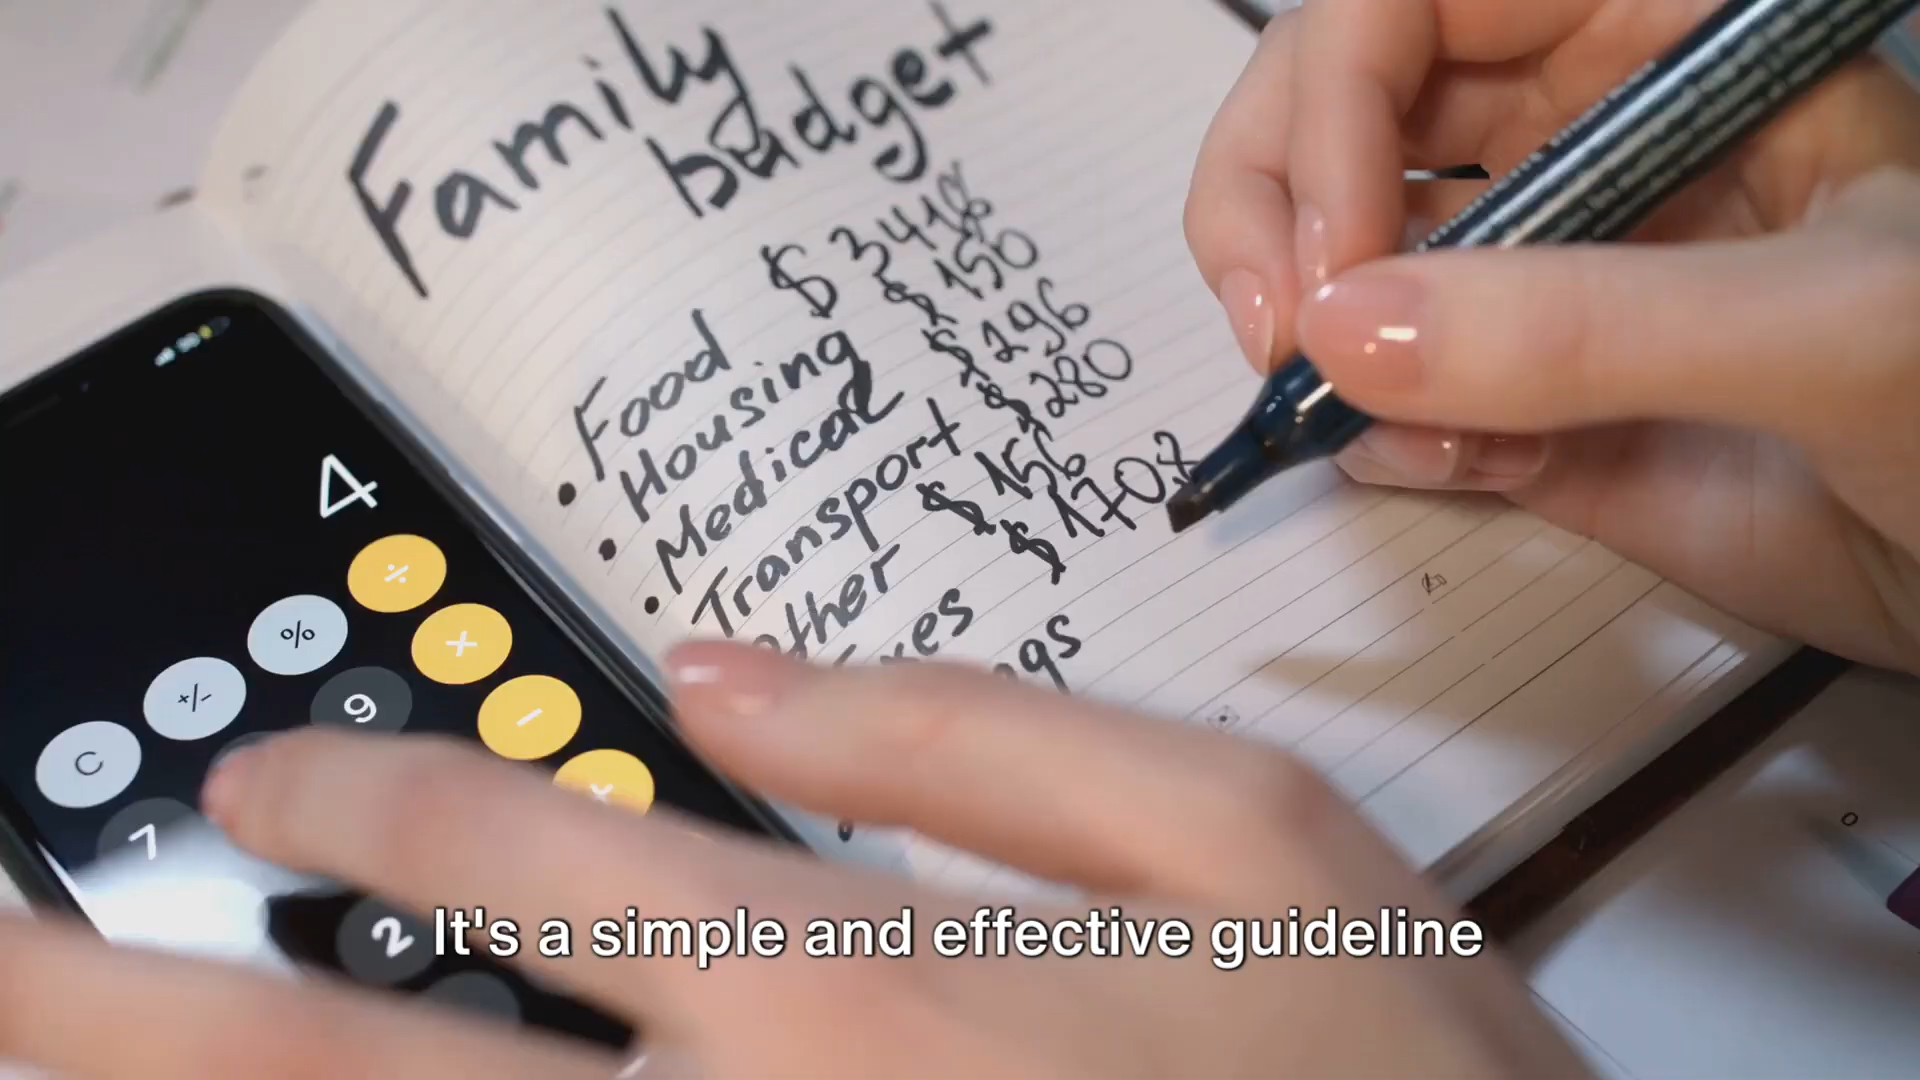 Family
budget
Food $ 3418
Housing $ 150
Medical $ 296
Transport $ 280
other $ 156
$ 1708
4
÷
% ×
+/- 9 −
C
7
2
It's a simple and effective guideline